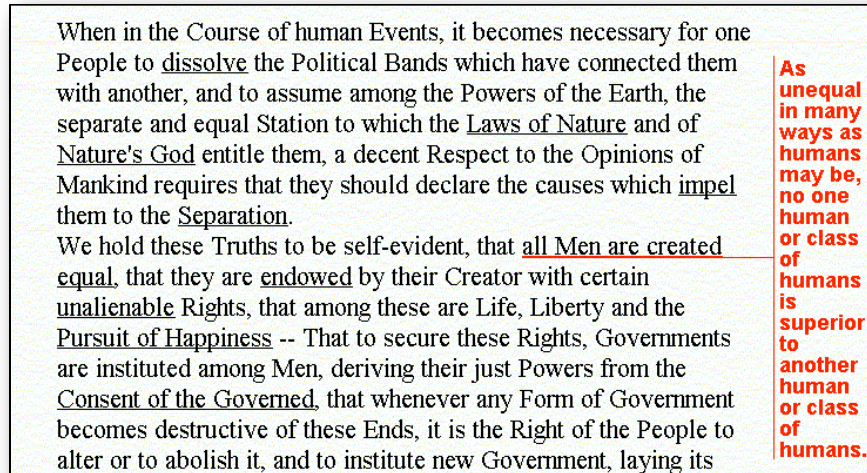 When in the Course of human Events, it becomes necessary for one
People to dissolve the Political Bands which have connected them
with another, and to assume among the Powers of the Earth, the
separate and equal Station to which the Laws of Nature and of
Nature's God entitle them, a decent Respect to the Opinions of
Mankind requires that they should declare the causes which impel
them to the Separation.
We hold these Truths to be self-evident, that all Men are created
equal, that they are endowed by their Creator with certain
unalienable Rights, that among these are Life, Liberty and the
Pursuit of Happiness -- That to secure these Rights, Governments
are instituted among Men, deriving their just Powers from the
Consent of the Governed, that whenever any Form of Government
becomes destructive of these Ends, it is the Right of the People to
alter or to abolish it, and to institute new Government, laying its
As
unequal
in many
ways as
humans
may be,
no one
human
or class
of
humans
is
superior
to
another
human
or class
of
humans.